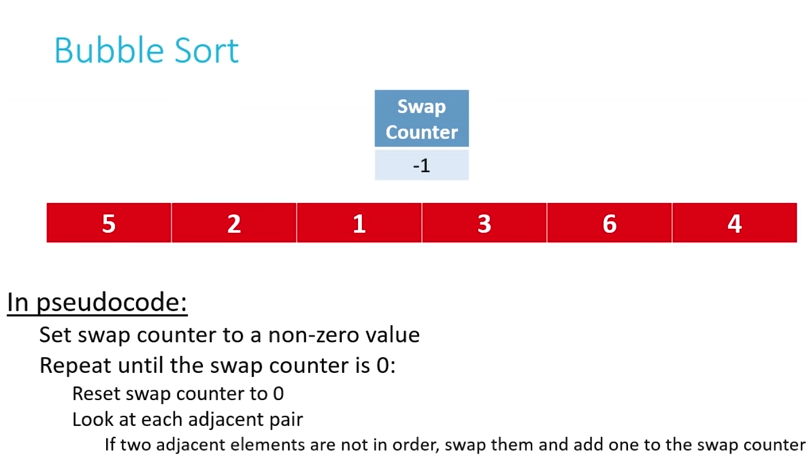 Bubble Sort
Swap
Counter
-1
5 2 1 3 6 4
In pseudocode:
Set swap counter to a non-zero value
Repeat until the swap counter is 0:
Reset swap counter to 0
Look at each adjacent pair
If two adjacent elements are not in order, swap them and add one to the swap counter